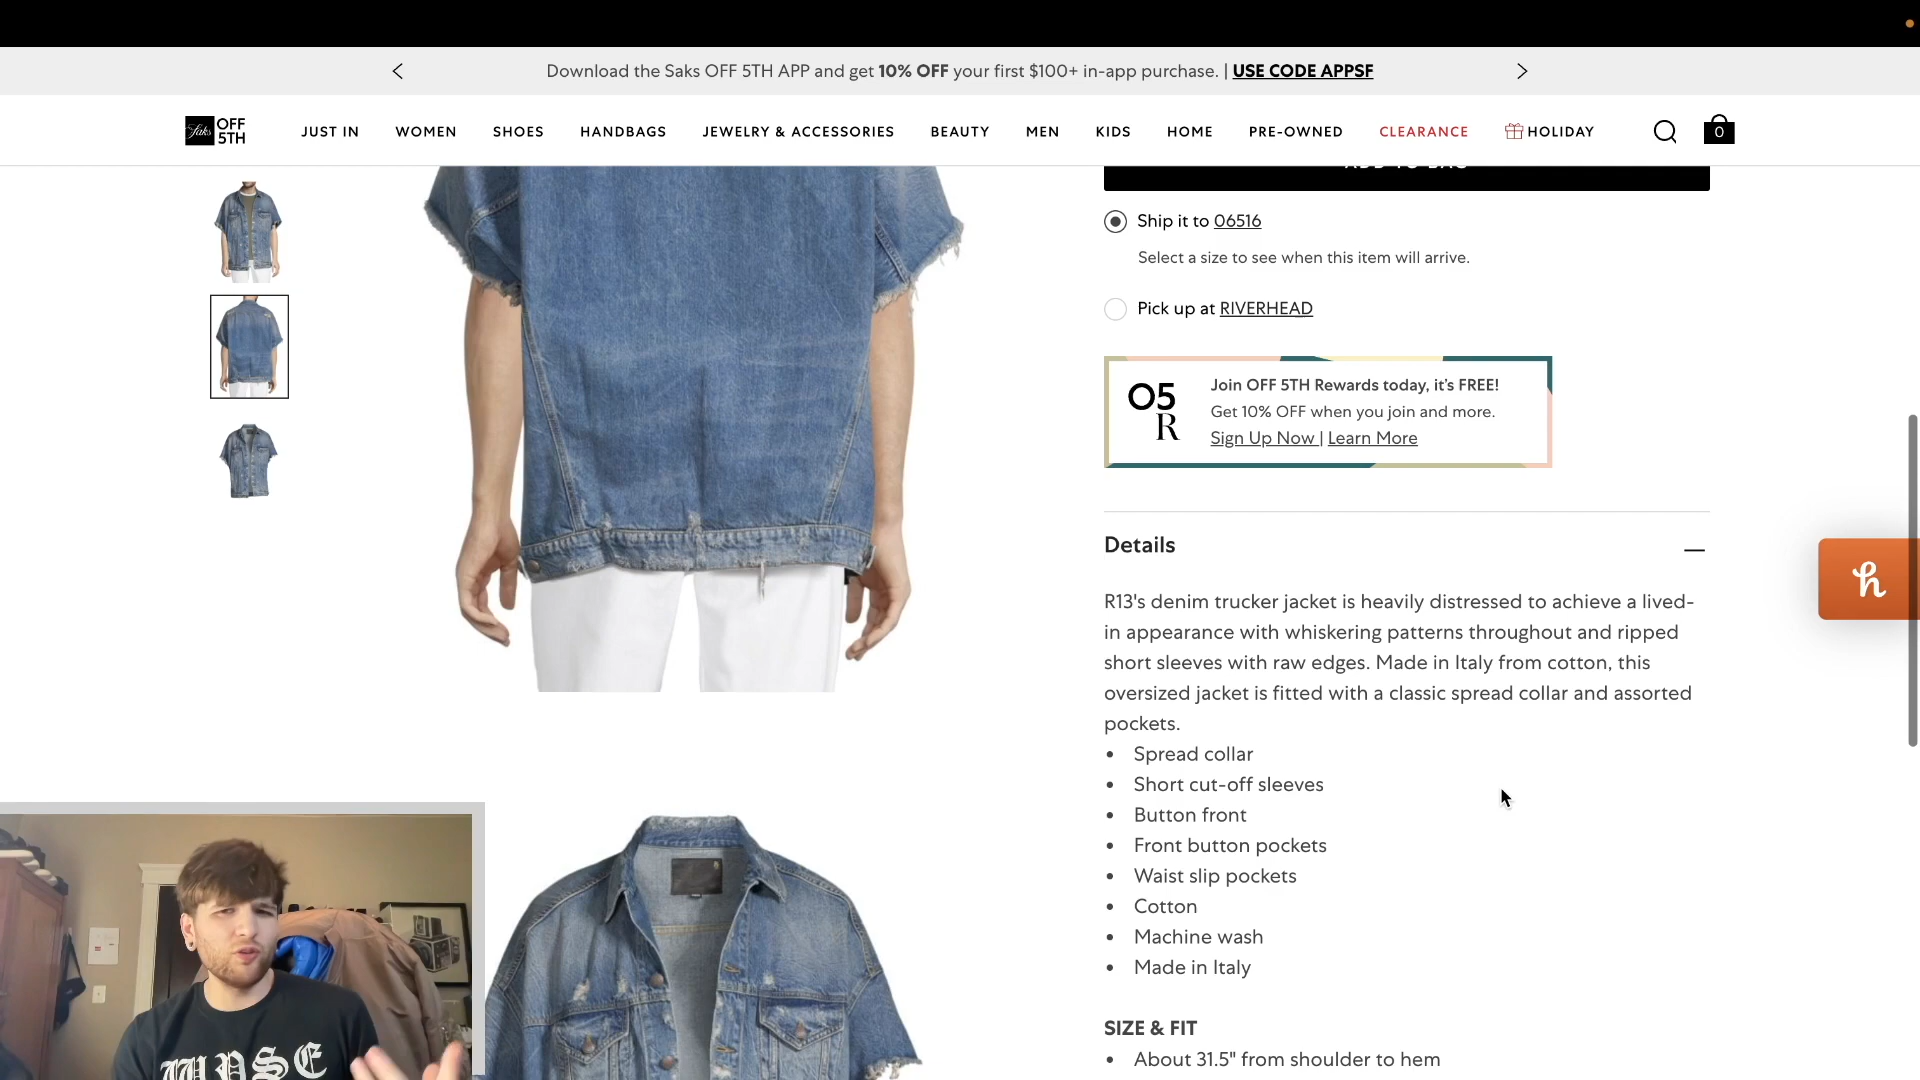 Download the Saks OFF 5TH APP and get 10% OFF your first $100+ in-app purchase. | USE CODE APPSF
Saks OFF 5TH
JUST IN WOMEN SHOES HANDBAGS JEWELRY & ACCESSORIES BEAUTY MEN KIDS HOME PRE-OWNED CLEARANCE HOLIDAY 0
ADD TO BAG
Ship it to 06516
Select a size to see when this item will arrive.
Pick up at RIVERHEAD
O5
R
Join OFF 5TH Rewards today, it's FREE!
Get 10% OFF when you join and more.
Sign Up Now | Learn More
Details
R13's denim trucker jacket is heavily distressed to achieve a lived-
in appearance with whiskering patterns throughout and ripped
short sleeves with raw edges. Made in Italy from cotton, this
oversized jacket is fitted with a classic spread collar and assorted
pockets.
• Spread collar
• Short cut-off sleeves
• Button front
• Front button pockets
• Waist slip pockets
• Cotton
• Machine wash
• Made in Italy
SIZE & FIT
• About 31.5" from shoulder to hem
h